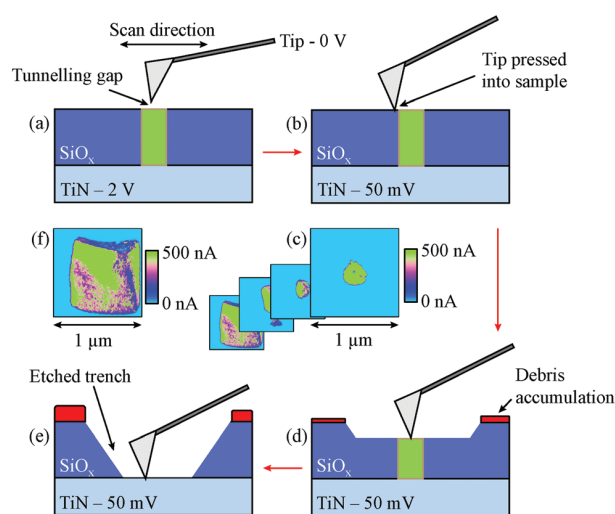 Scan direction
Tip - 0 V
Tunnelling gap
(a)
SiOx
TiN – 2 V
Tip pressed
into sample
(b)
SiOx
TiN – 50 mV
(f)
500 nA
0 nA
1 μm
(c)
500 nA
0 nA
1 μm
Etched trench
(e)
SiOx
TiN – 50 mV
Debris
accumulation
(d)
SiOx
TiN – 50 mV